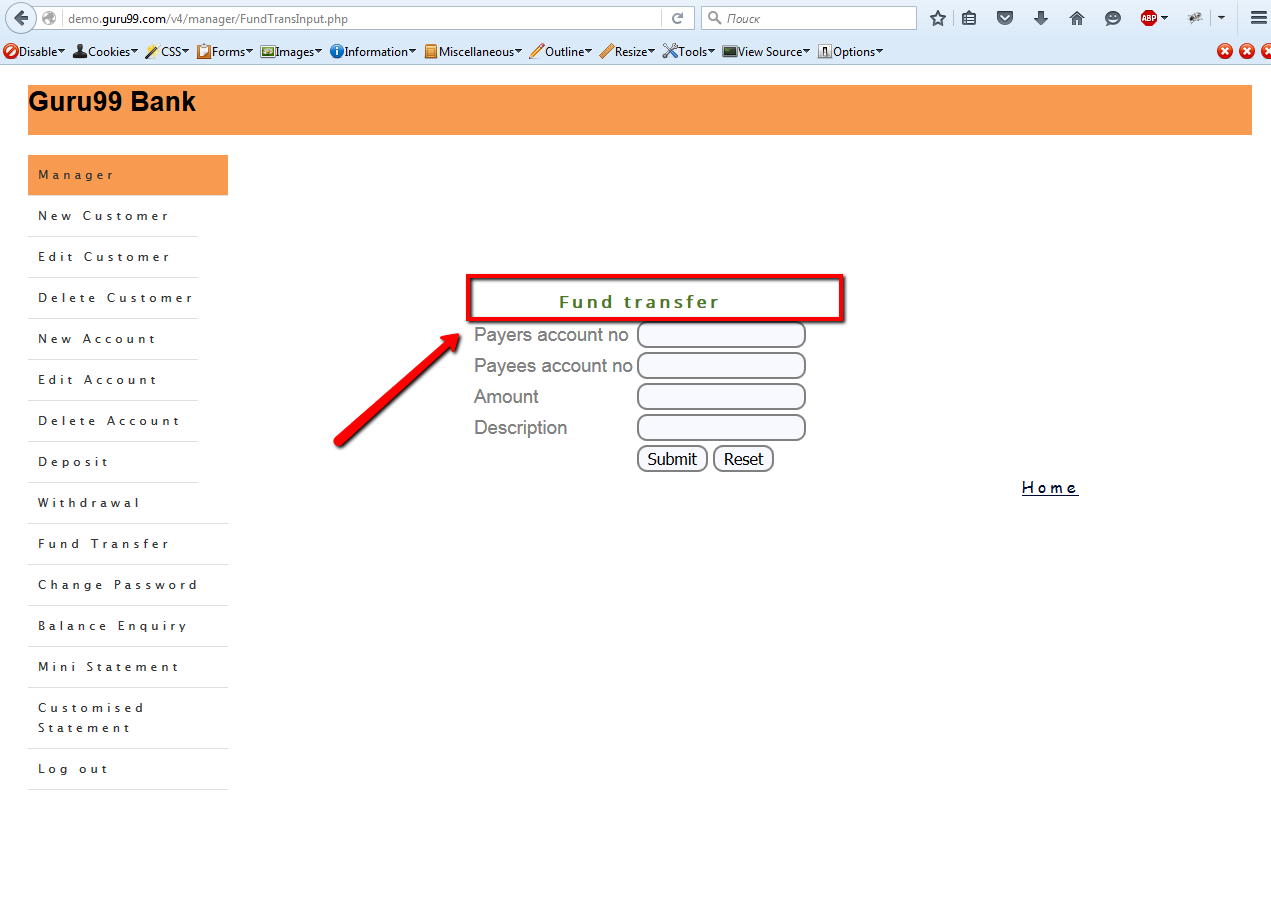 demo.guru99.com/v4/manager/FundTransInput.php
Поиск
ABP
Disable Cookies CSS Forms Images Information Miscellaneous Outline Resize Tools View Source Options
Guru99 Bank
Manager
New Customer
Edit Customer
Delete Customer
New Account
Edit Account
Delete Account
Deposit
Withdrawal
Fund Transfer
Change Password
Balance Enquiry
Mini Statement
Customised
Statement
Log out
Fund transfer
Payers account no
Payees account no
Amount
Description
Submit Reset
Home